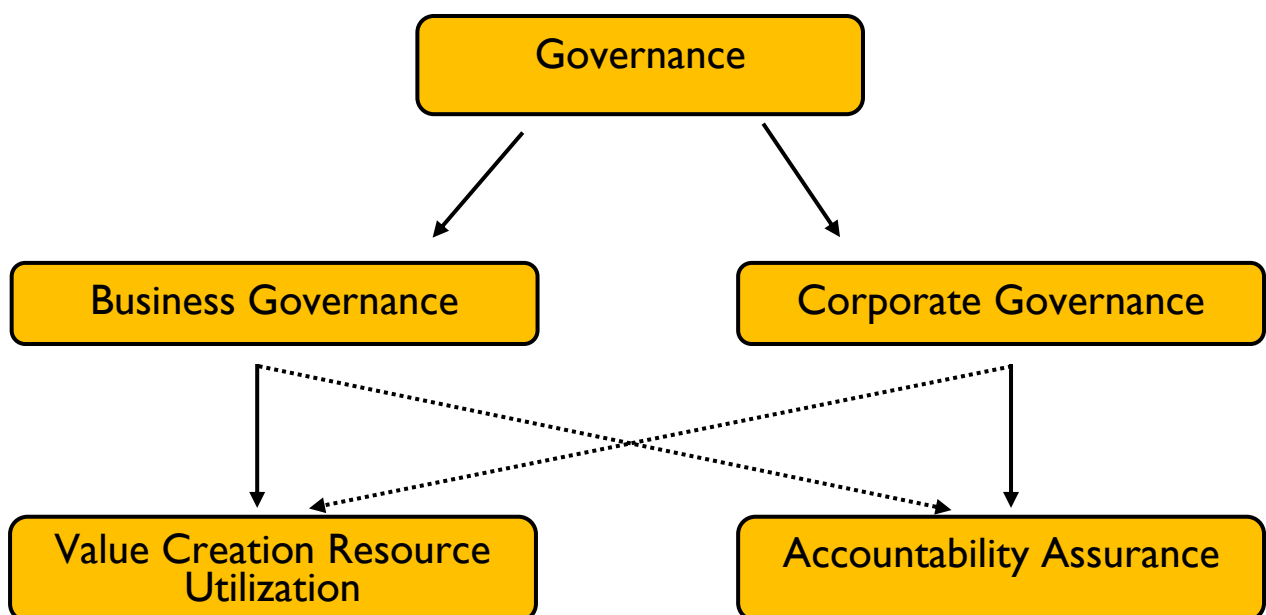 Governance
Business Governance
Corporate Governance
Value Creation Resource
Utilization
Accountability Assurance